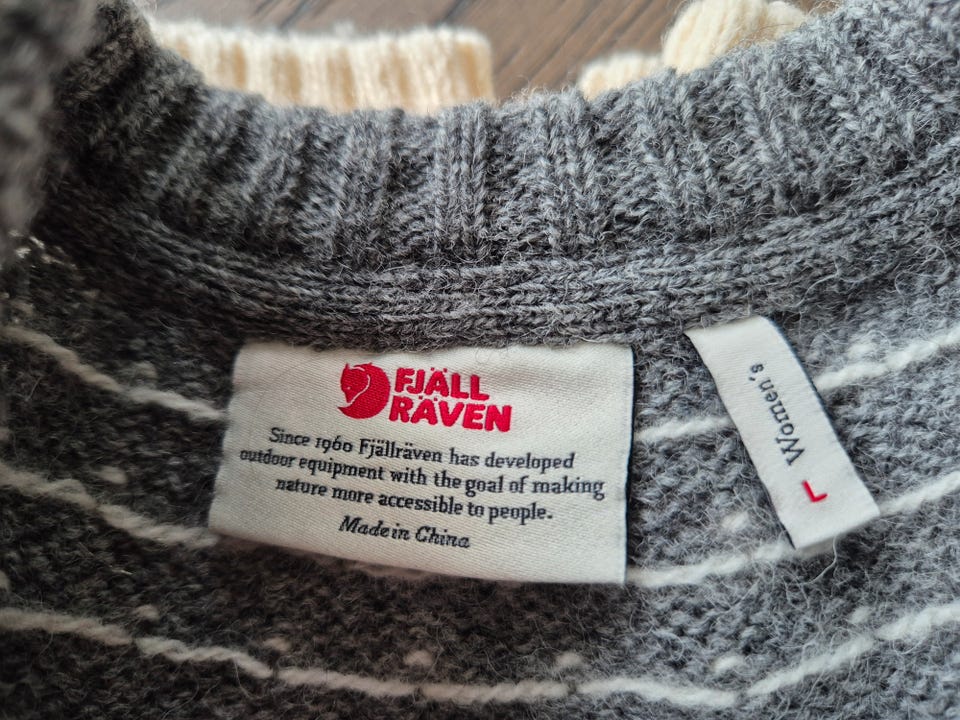 FJÄLL
RÄVEN
Since 1960 Fjällräven has developed
outdoor equipment with the goal of making
nature more accessible to people.
Made in China
Women's
L